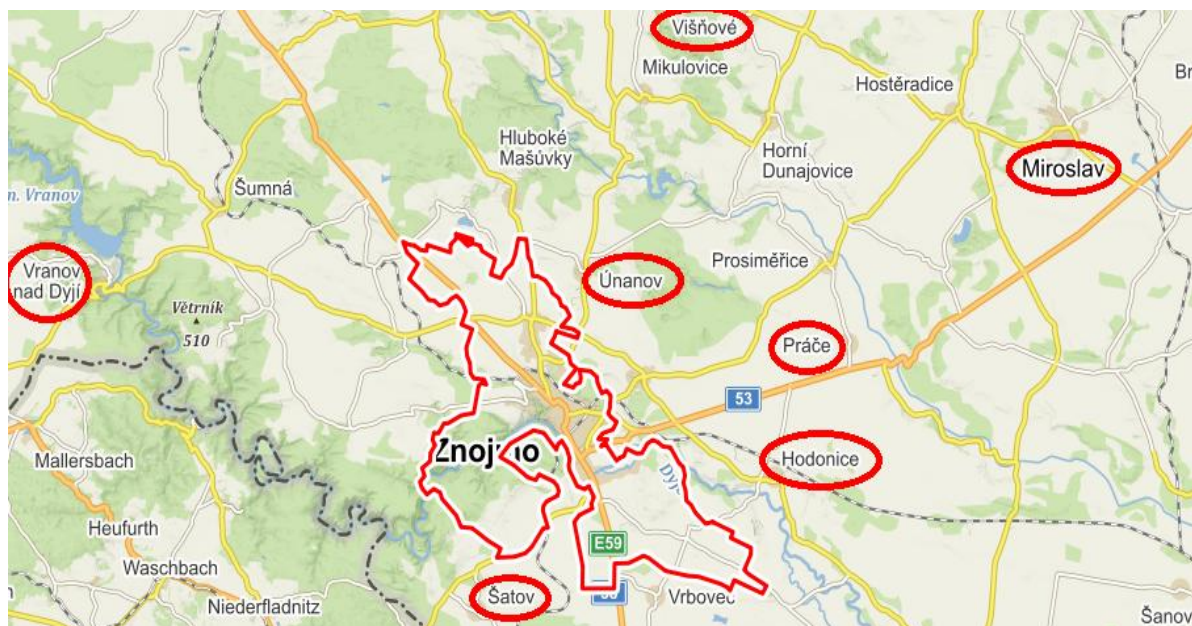 Višňové
Mikulovice
Hostěradice
Br
Hluboké
Mašůvky
Horní
Dunajovice
Miroslav
Šumná
n. Vranov
Vranov
nad Dyjí
Únanov
Prosiměřice
Větrník
510
Práče
53
Znojmo
Mallersbach
Hodonice
Dyje
Heufurth
E59
Waschbach
Niederfladnitz
Šatov
Vrbovec
Šanov